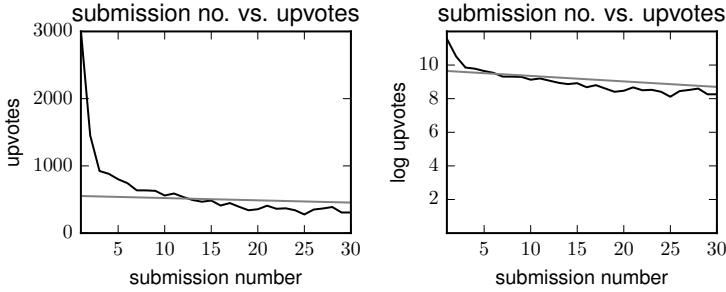 submission no. vs. upvotes
3000
2000
1000
0
upvotes
5 10 15 20 25 30
submission number
submission no. vs. upvotes
10
8
6
4
2
log upvotes
5 10 15 20 25 30
submission number